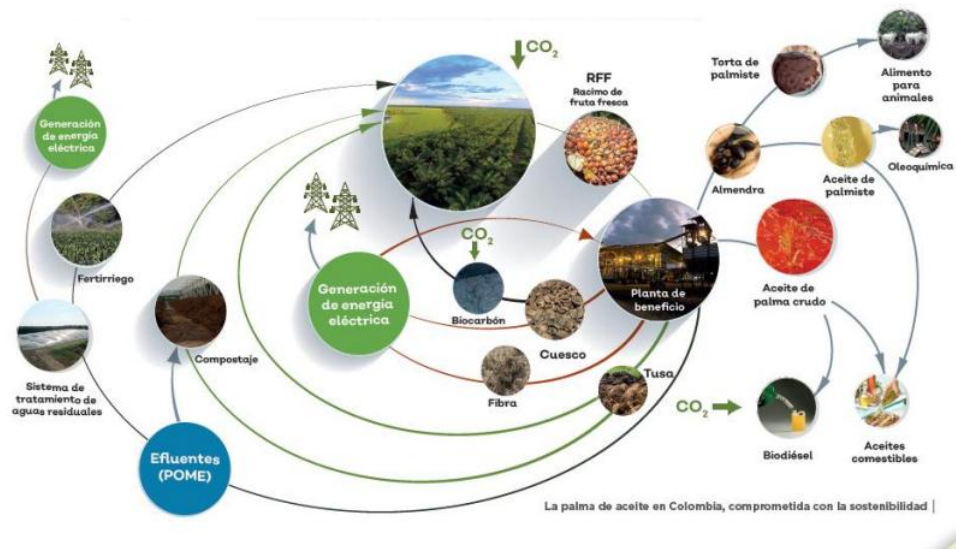 CO₂
RFF
Racimo de
fruta fresca
Torta de
palmiste
Alimento
para
animales
Generación
de energía
eléctrica
Almendra
Aceite de
palmiste
Oleoquímica
Fertirriego
CO₂
Generación
de energía
eléctrica
Biocarbón
Planta de
beneficio
Aceite de
palma crudo
Cuesco
Compostaje
Sistema de
tratamiento de
aguas residuales
Fibra
Tusa
CO₂
Efluentes
(POME)
Biodiésel
Aceites
comestibles
La palma de aceite en Colombia, comprometida con la sostenibilidad |